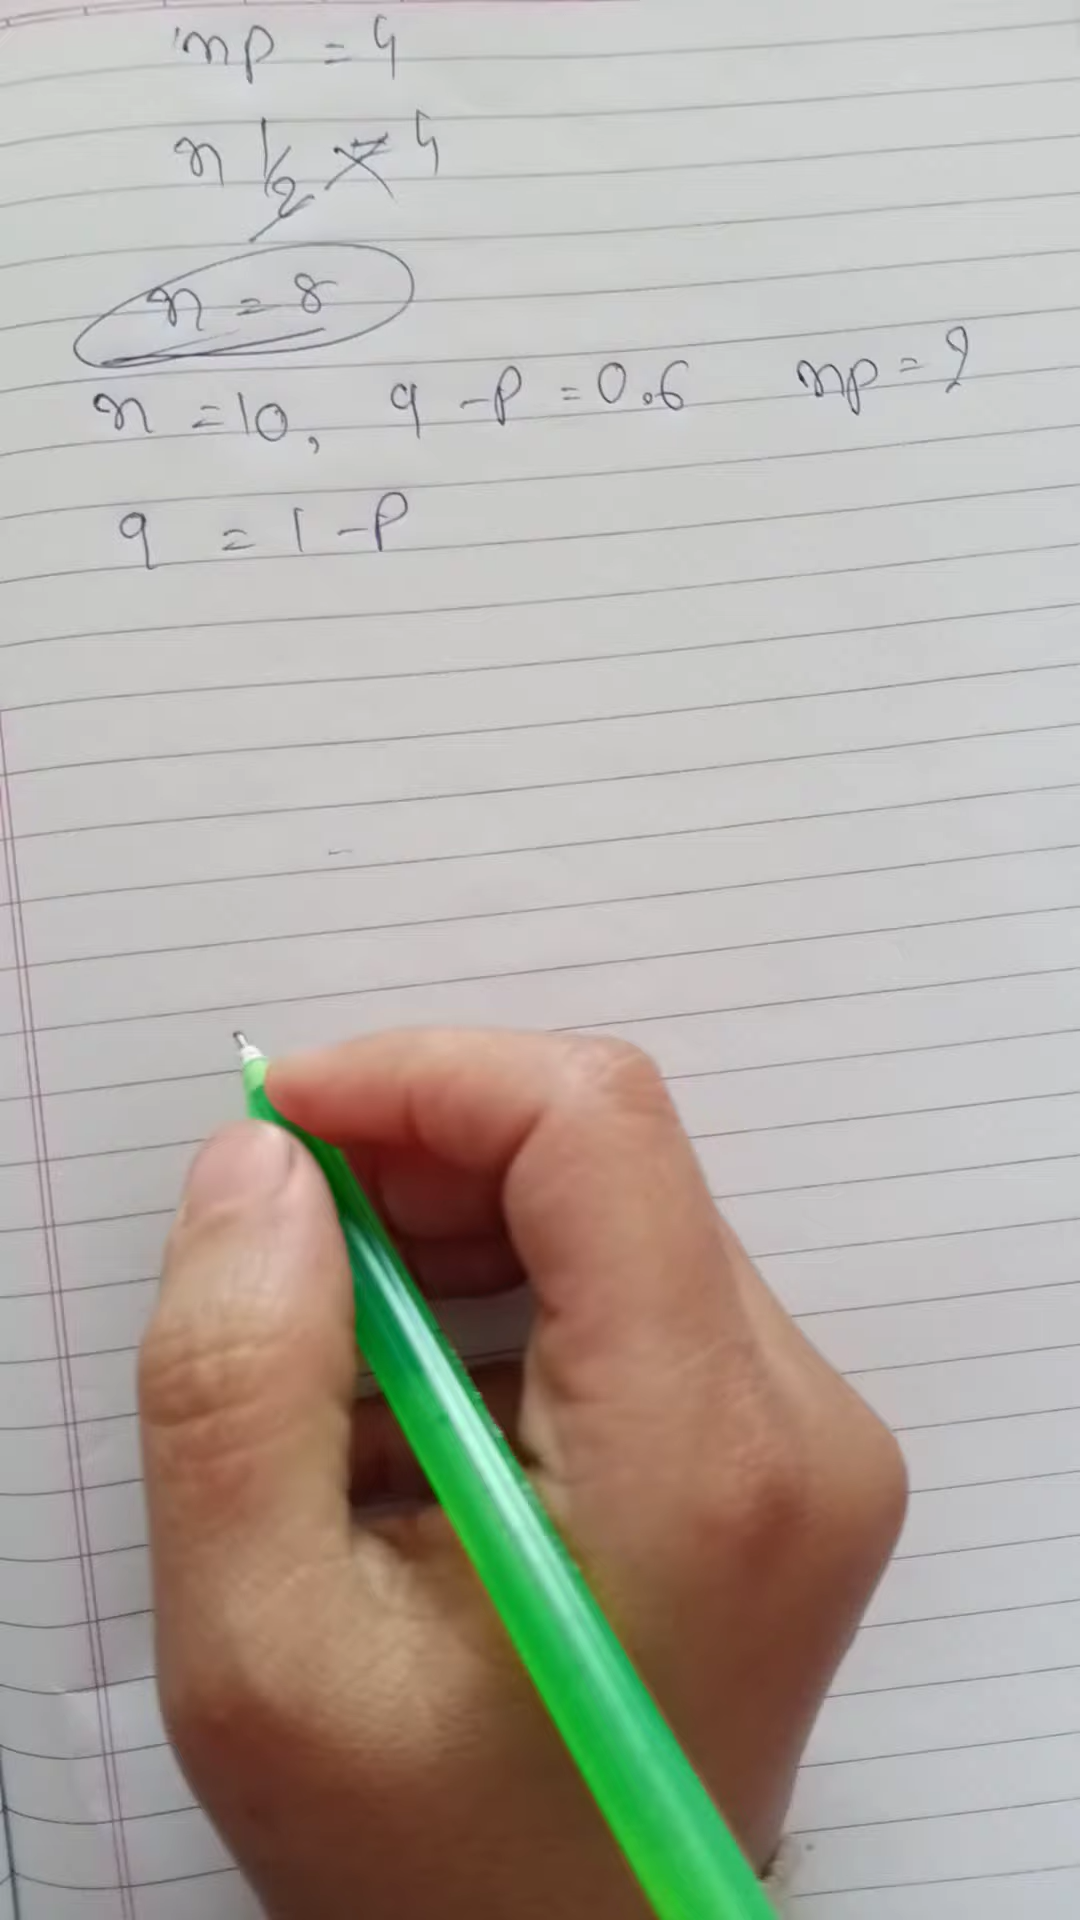 np = 4
n 1/2 = 4
n = 8
n = 10, q - p = 0.6 np = ?
q = 1 - p